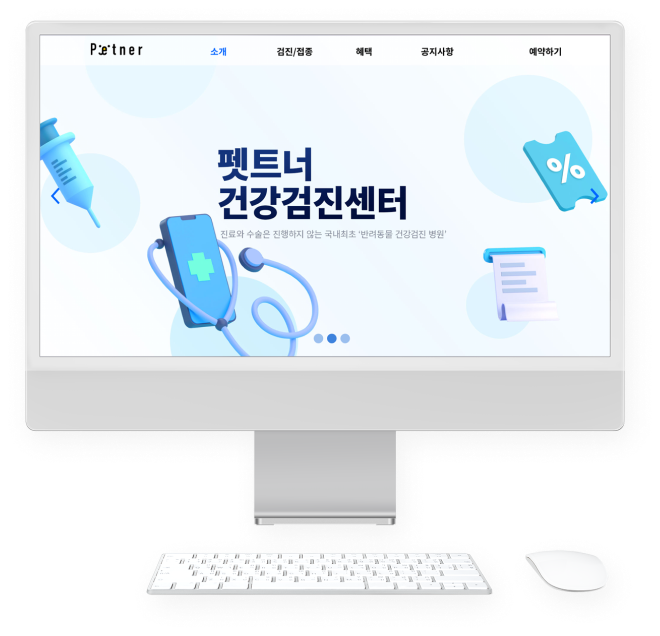 Petner
소개
검진/접종
혜택
공지사항
예약하기
펫트너
건강검진센터
진료와 수술은 진행하지 않는 국내최초 '반려동물 건강검진 병원'
%